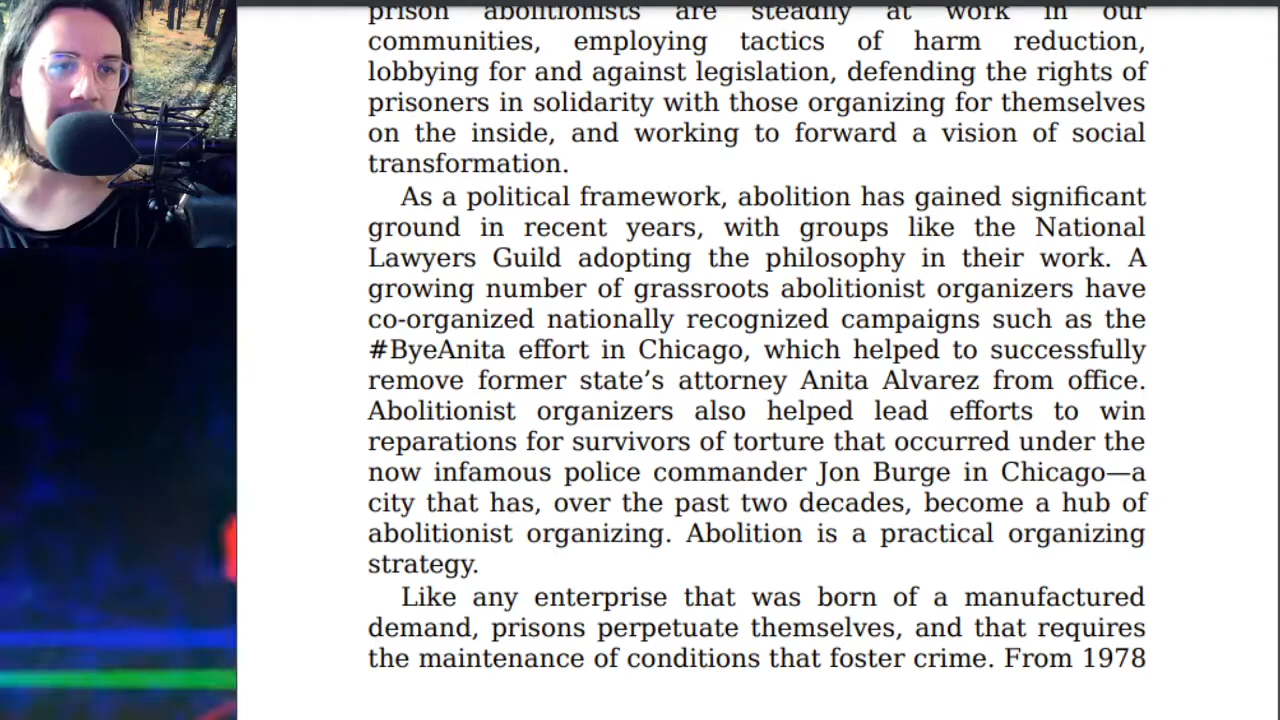 prison abolitionists are steadily at work in our
communities, employing tactics of harm reduction,
lobbying for and against legislation, defending the rights of
prisoners in solidarity with those organizing for themselves
on the inside, and working to forward a vision of social
transformation.
As a political framework, abolition has gained significant
ground in recent years, with groups like the National
Lawyers Guild adopting the philosophy in their work. A
growing number of grassroots abolitionist organizers have
co-organized nationally recognized campaigns such as the
#ByeAnita effort in Chicago, which helped to successfully
remove former state’s attorney Anita Alvarez from office.
Abolitionist organizers also helped lead efforts to win
reparations for survivors of torture that occurred under the
now infamous police commander Jon Burge in Chicago—a
city that has, over the past two decades, become a hub of
abolitionist organizing. Abolition is a practical organizing
strategy.
Like any enterprise that was born of a manufactured
demand, prisons perpetuate themselves, and that requires
the maintenance of conditions that foster crime. From 1978